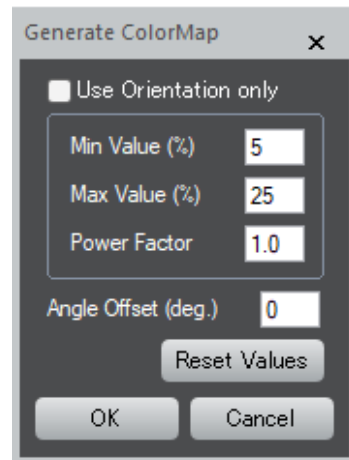 Generate ColorMap
Use Orientation only
Min Value (%) 5
Max Value (%) 25
Power Factor 1.0
Angle Offset (deg.) 0
Reset Values
OK Cancel